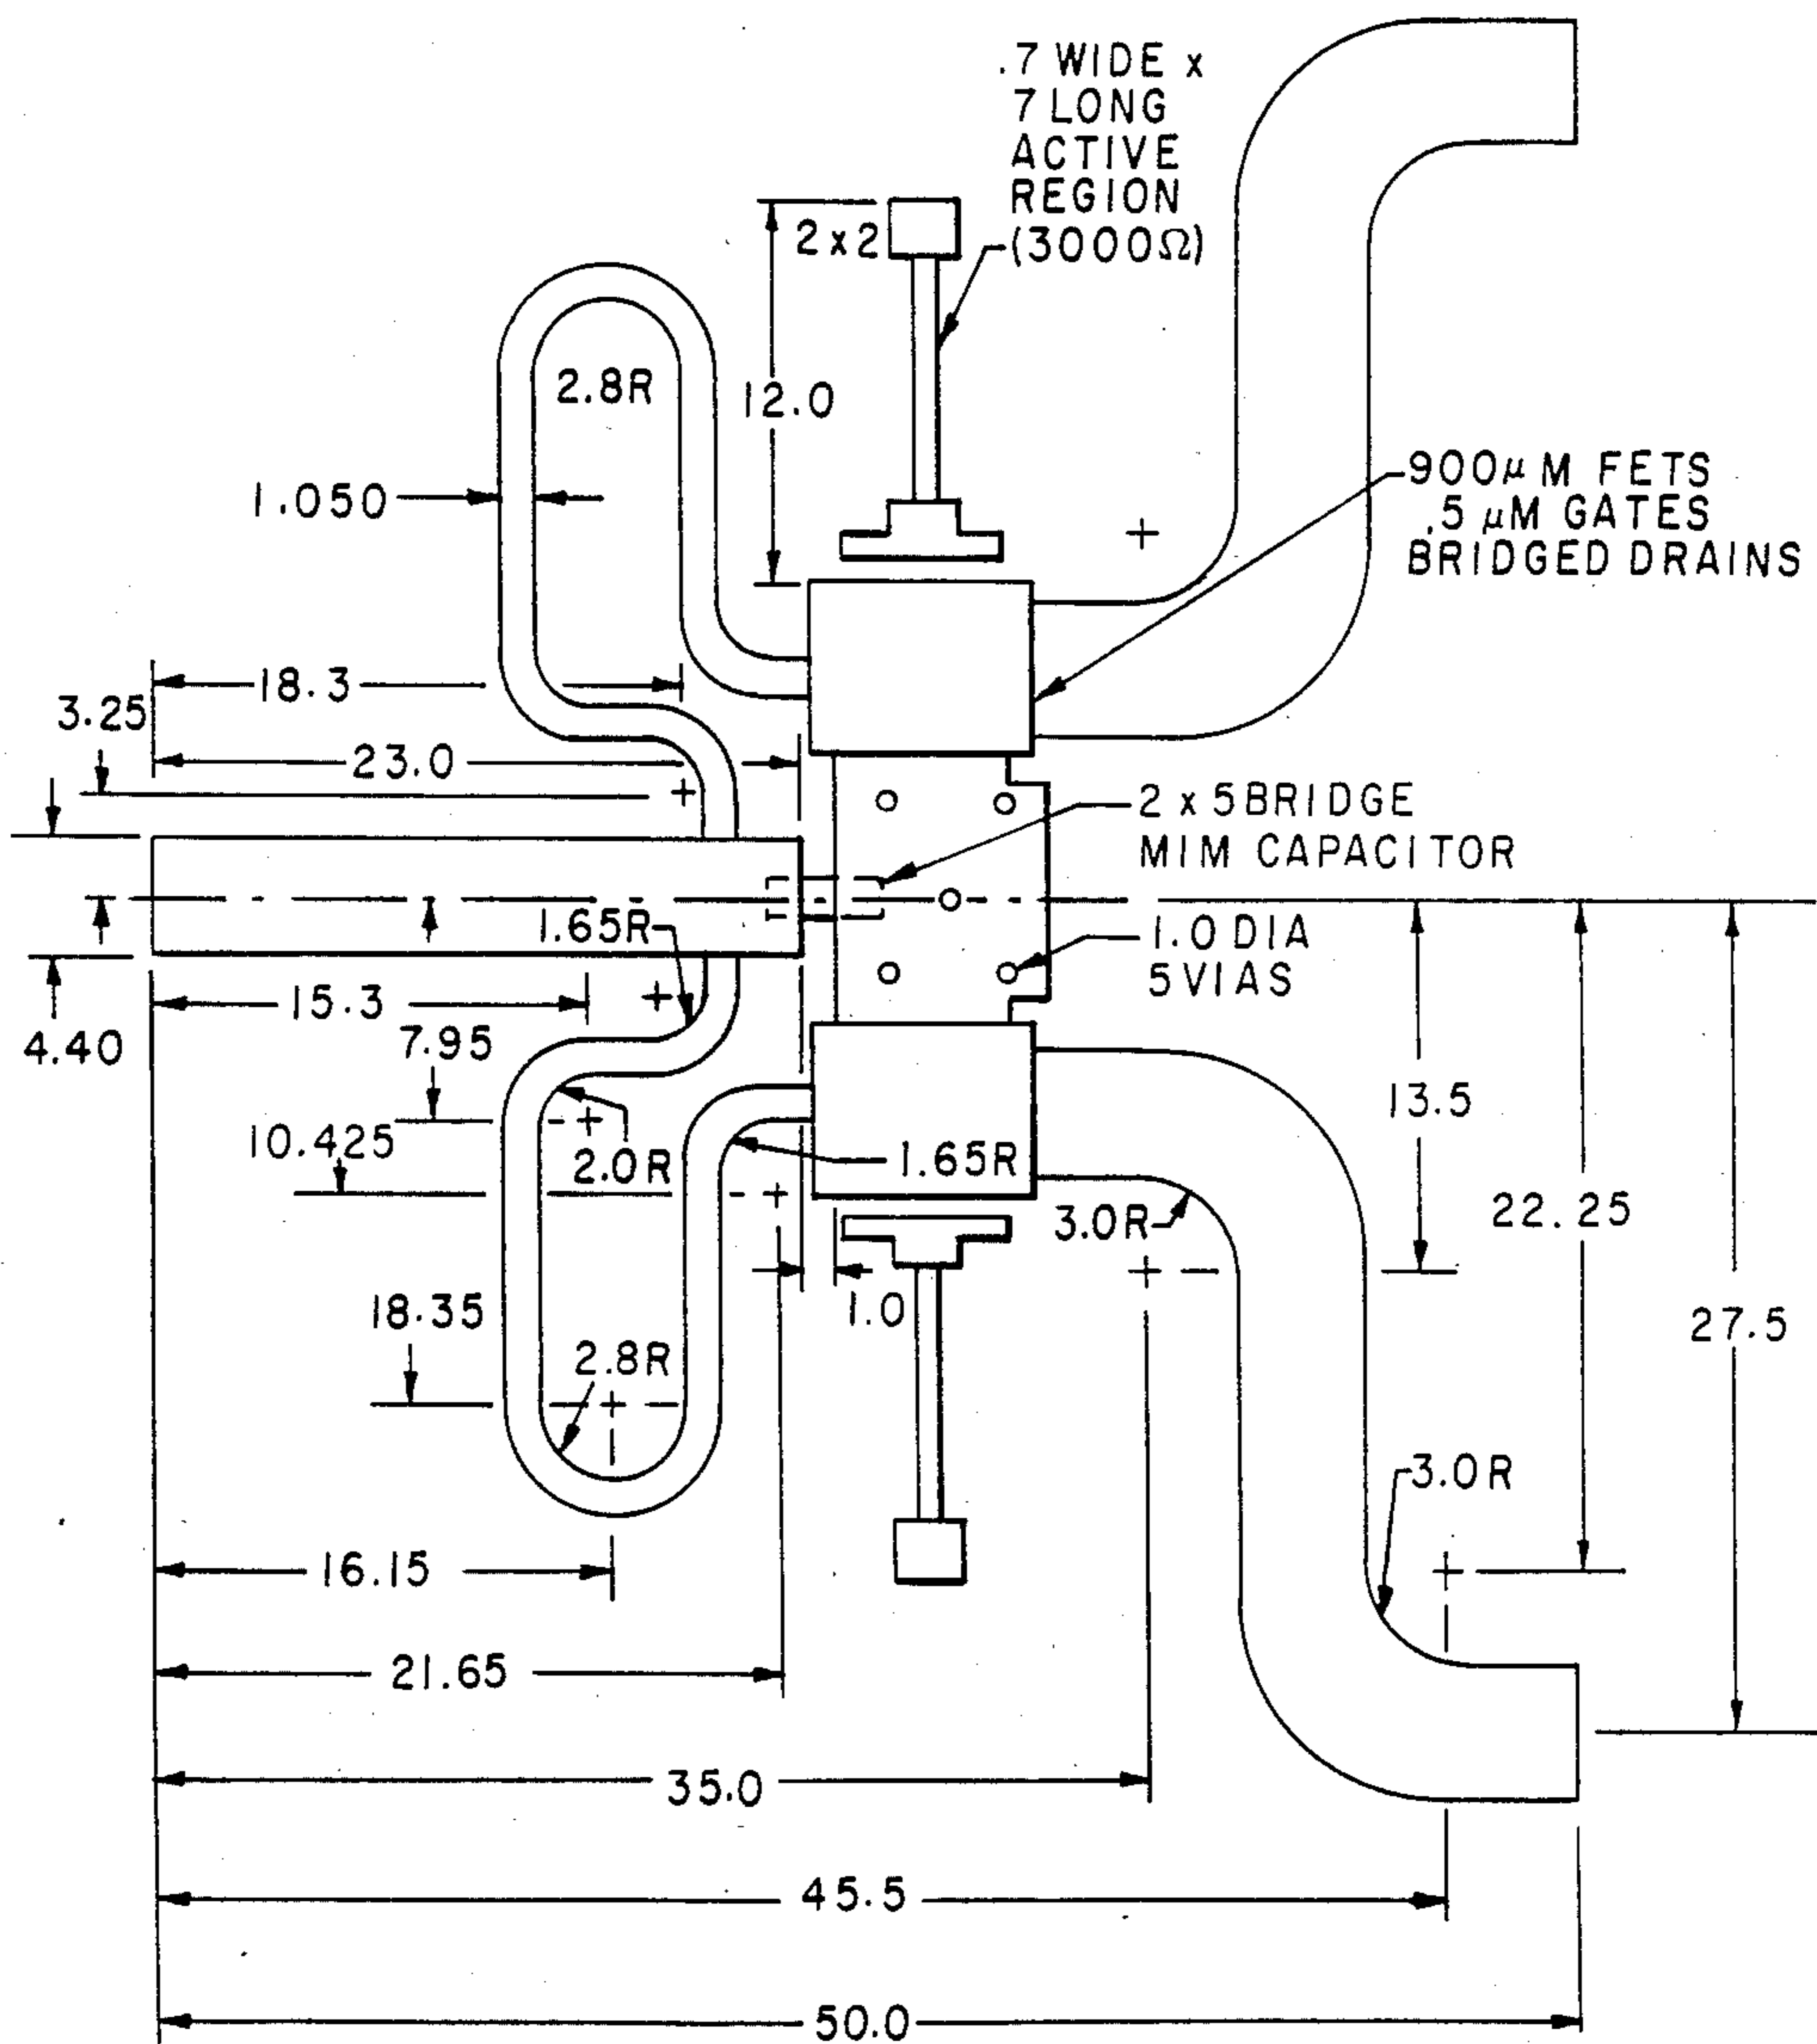 .7 WIDE x
7 LONG
ACTIVE
REGION
(3000Ω)
2x2
2.8R
12.0
1.050
900μM FETS
.5 μM GATES
BRIDGED DRAINS
18.3
3.25
23.0
2 x 5 BRIDGE
MIM CAPACITOR
1.65R
1.0 DIA
5 VIAS
15.3
4.40
7.95
13.5
10.425
2.0R
1.65R
3.0R
22.25
18.35
1.0
27.5
2.8R
3.0R
16.15
21.65
35.0
45.5
50.0